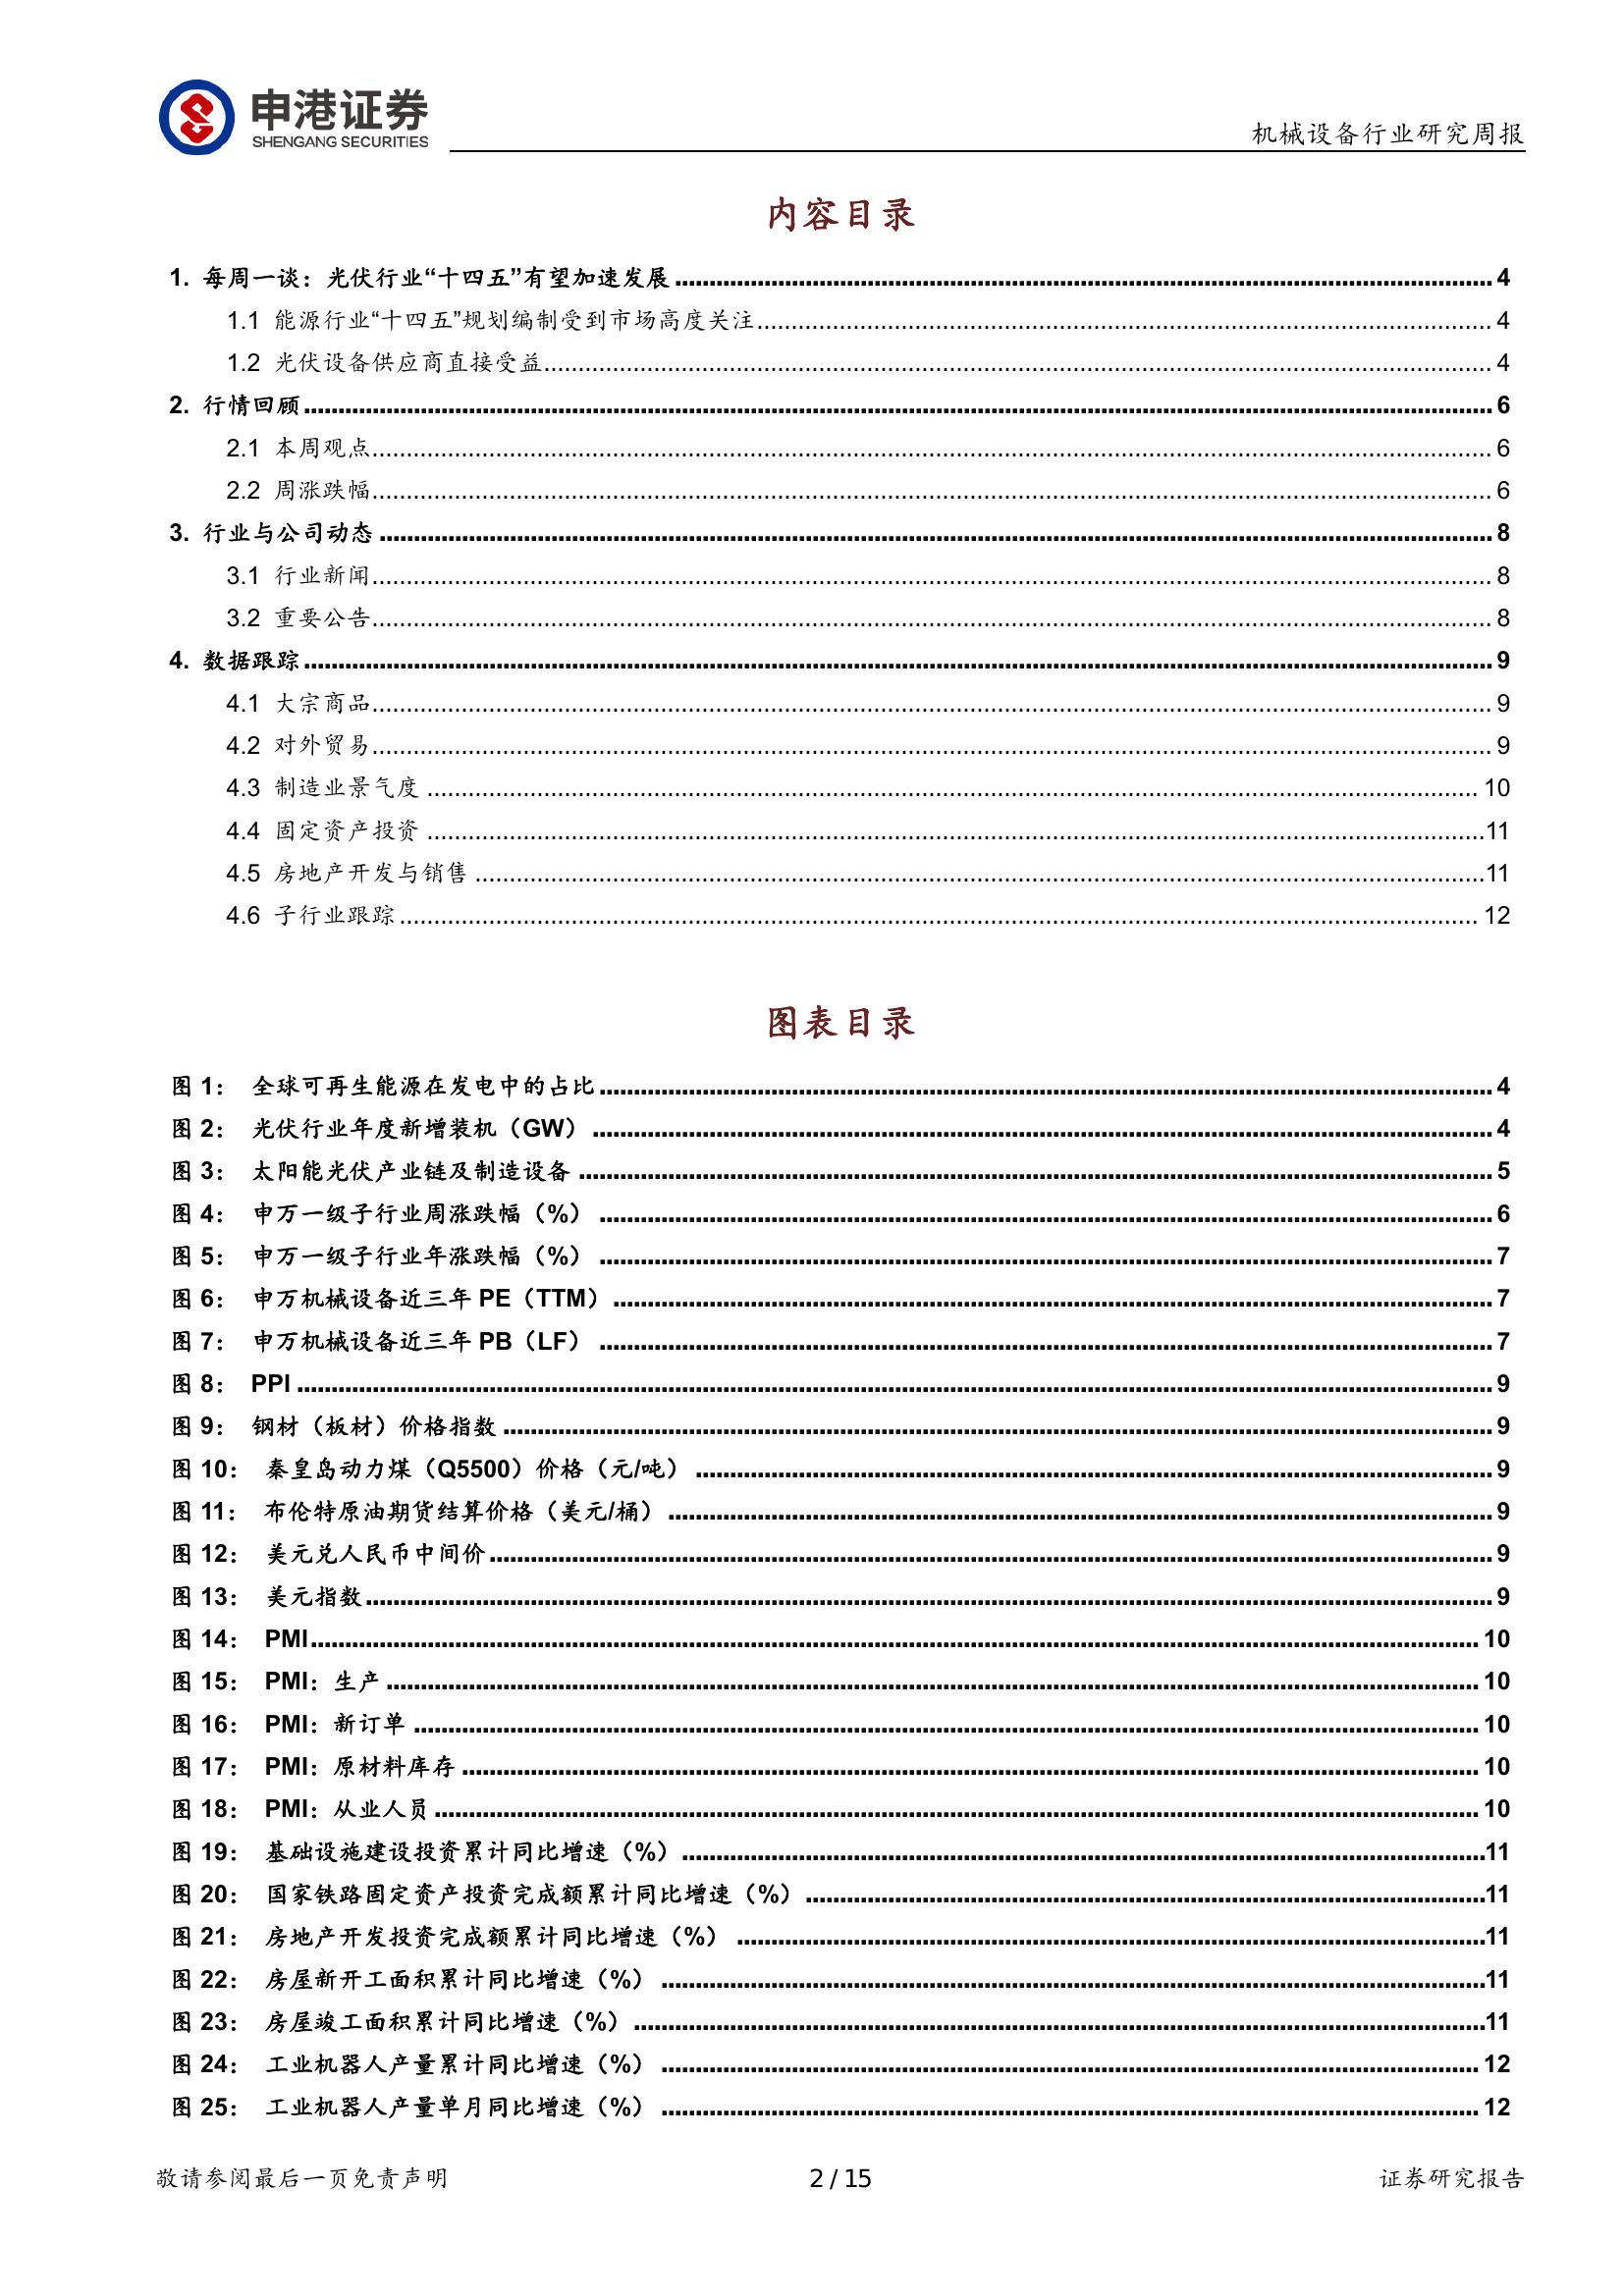 申港证券
SHENGANG SECURITIES
机械设备行业研究周报
内容目录
1. 每周一谈：光伏行业“十四五”有望加速发展 ........ 4
1.1 能源行业“十四五”规划编制受到市场高度关注 ........ 4
1.2 光伏设备供应商直接受益 ........ 4
2. 行情回顾 ........ 6
2.1 本周观点 ........ 6
2.2 周涨跌幅 ........ 6
3. 行业与公司动态 ........ 8
3.1 行业新闻 ........ 8
3.2 重要公告 ........ 8
4. 数据跟踪 ........ 9
4.1 大宗商品 ........ 9
4.2 对外贸易 ........ 9
4.3 制造业景气度 ........ 10
4.4 固定资产投资 ........ 11
4.5 房地产开发与销售 ........ 11
4.6 子行业跟踪 ........ 12
图表目录
图 1： 全球可再生能源在发电中的占比 ........ 4
图 2： 光伏行业年度新增装机（GW） ........ 4
图 3： 太阳能光伏产业链及制造设备 ........ 5
图 4： 申万一级子行业周涨跌幅（%） ........ 6
图 5： 申万一级子行业年涨跌幅（%） ........ 7
图 6： 申万机械设备近三年 PE（TTM） ........ 7
图 7： 申万机械设备近三年 PB（LF） ........ 7
图 8： PPI ........ 9
图 9： 钢材（板材）价格指数 ........ 9
图 10： 秦皇岛动力煤（Q5500）价格（元/吨） ........ 9
图 11： 布伦特原油期货结算价格（美元/桶） ........ 9
图 12： 美元兑人民币中间价 ........ 9
图 13： 美元指数 ........ 9
图 14： PMI ........ 10
图 15： PMI：生产 ........ 10
图 16： PMI：新订单 ........ 10
图 17： PMI：原材料库存 ........ 10
图 18： PMI：从业人员 ........ 10
图 19： 基础设施建设投资累计同比增速（%） ........ 11
图 20： 国家铁路固定资产投资完成额累计同比增速（%） ........ 11
图 21： 房地产开发投资完成额累计同比增速（%） ........ 11
图 22： 房屋新开工面积累计同比增速（%） ........ 11
图 23： 房屋竣工面积累计同比增速（%） ........ 11
图 24： 工业机器人产量累计同比增速（%） ........ 12
图 25： 工业机器人产量单月同比增速（%） ........ 12
敬请参阅最后一页免责声明
2 / 15
证券研究报告